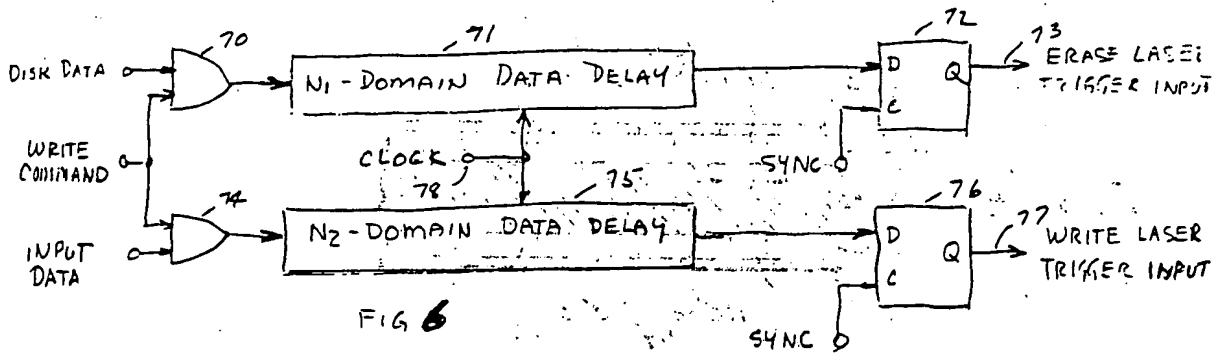 70
71
72
73
DISK DATA
N1-DOMAIN DATA DELAY
D
Q
ERASE LASER
TRIGGER INPUT
C
WRITE
COMMAND
CLOCK
78
SYNC
74
75
76
77
INPUT
DATA
N2-DOMAIN DATA DELAY
D
Q
WRITE LASER
TRIGGER INPUT
C
FIG 6
SYNC